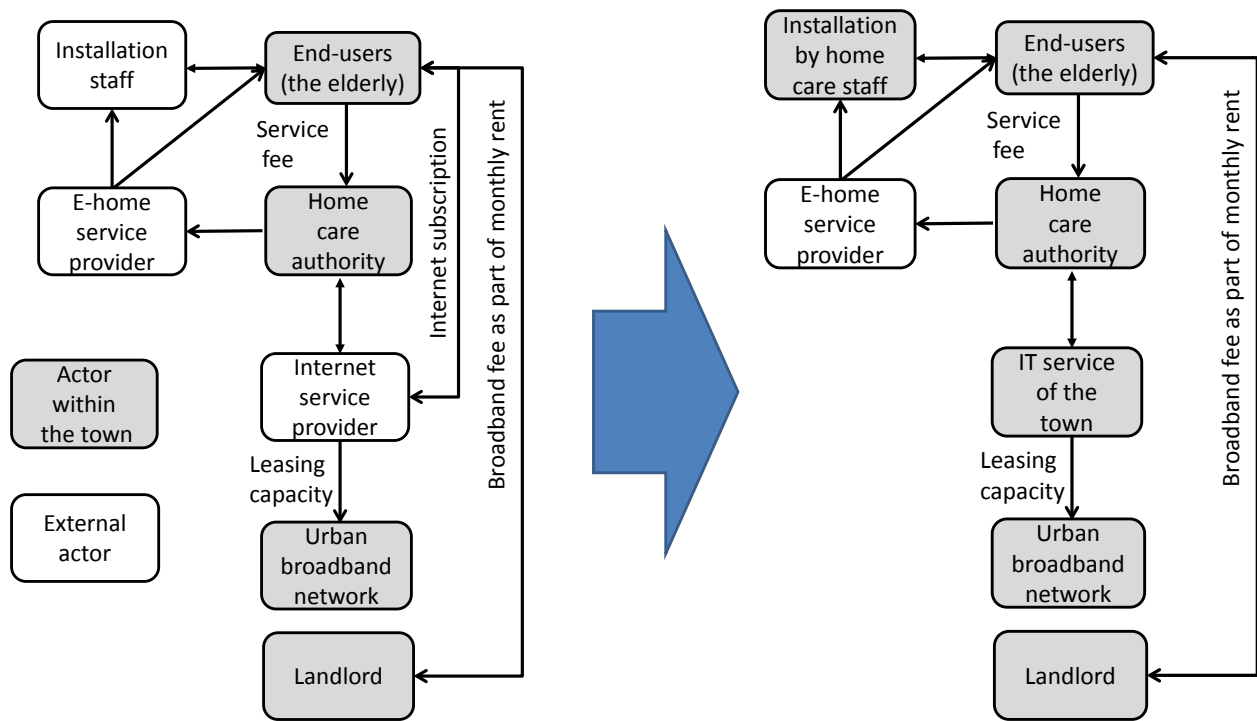 Installation
staff
End-users
(the elderly)
Service
fee
E-home
service
provider
Home
care
authority
Internet subscription
Broadband fee as part of monthly rent
Actor
within
the town
Internet
service
provider
Leasing
capacity
External
actor
Urban
broadband
network
Landlord
Installation
by home
care staff
End-users
(the elderly)
Service
fee
E-home
service
provider
Home
care
authority
Broadband fee as part of monthly rent
IT service
of the
town
Leasing
capacity
Urban
broadband
network
Landlord